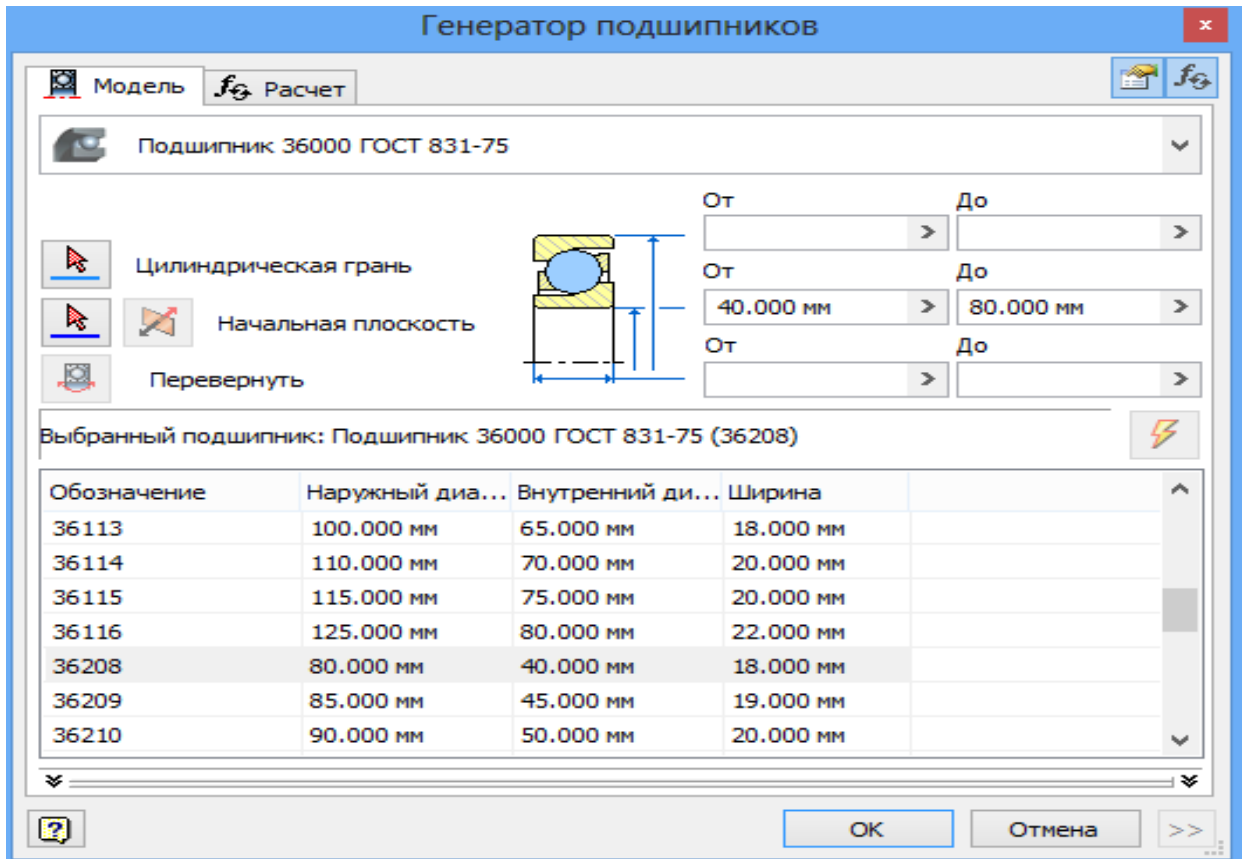 Генератор подшипников
Модель
Расчет
Подшипник 36000 ГОСТ 831-75
От До
Цилиндрическая грань
От До
40.000 мм 80.000 мм
Начальная плоскость
От До
Перевернуть
Выбранный подшипник: Подшипник 36000 ГОСТ 831-75 (36208)
Обозначение Наружный диа... Внутренний ди... Ширина
36113 100.000 мм 65.000 мм 18.000 мм
36114 110.000 мм 70.000 мм 20.000 мм
36115 115.000 мм 75.000 мм 20.000 мм
36116 125.000 мм 80.000 мм 22.000 мм
36208 80.000 мм 40.000 мм 18.000 мм
36209 85.000 мм 45.000 мм 19.000 мм
36210 90.000 мм 50.000 мм 20.000 мм
ОК Отмена >>